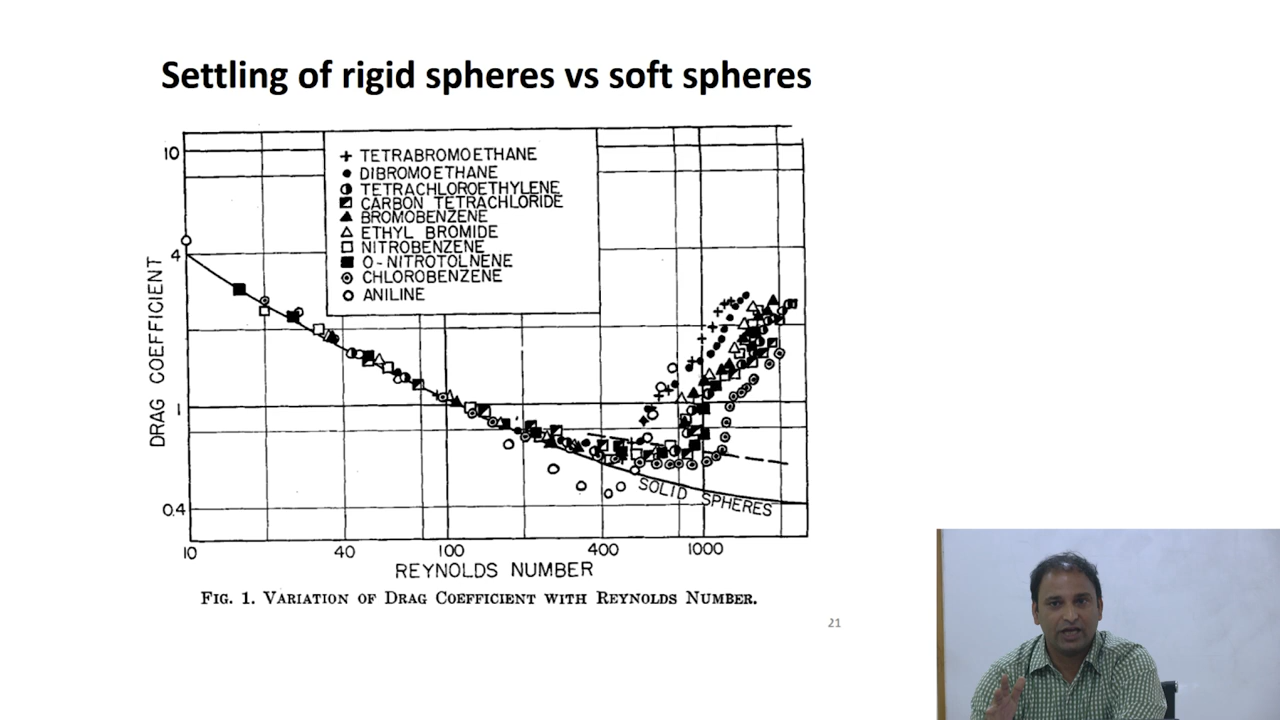 Settling of rigid spheres vs soft spheres
10
TETRABROMOETHANE
DIBROMOETHANE
TETRACHLOROETHYLENE
CARBON TETRACHLORIDE
BROMOBENZENE
ETHYL BROMIDE
NITROBENZENE
O-NITROTOLNENE
CHLOROBENZENE
ANILINE
4
DRAG COEFFICIENT
1
SOLID SPHERES
0.4
10 40 100 400 1000
REYNOLDS NUMBER
FIG. 1. VARIATION OF DRAG COEFFICIENT WITH REYNOLDS NUMBER.
21